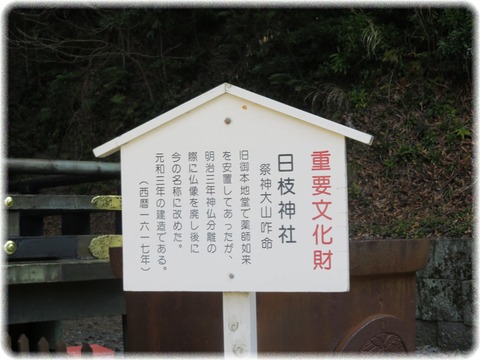 重要文化財
日枝神社
祭神大山咋命
旧御本地堂で薬師如来
を安置してあったが、
明治三年神仏分離の
際に仏像を廃し後に
今の名称に改めた。
元和三年の建造である。
（西暦一六一七年）